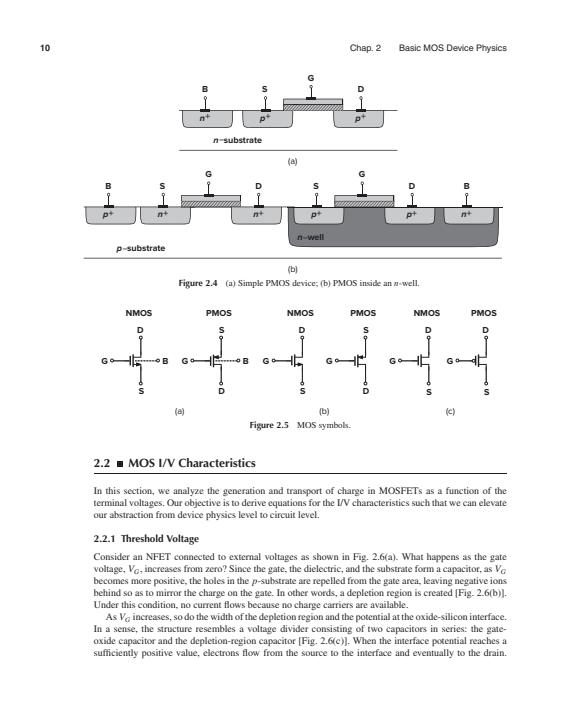 10 Chap. 2 Basic MOS Device Physics
G
B S D
n+ p+ p+
n–substrate
(a)
G G
B S D S D B
p+ n+ n+ p+ p+ n+
n–well
p–substrate
(b)
Figure 2.4 (a) Simple PMOS device; (b) PMOS inside an n-well.
NMOS PMOS NMOS PMOS NMOS PMOS
D S D S D D
G B G B G G G G
S D S D S S
(a) (b) (c)
Figure 2.5 MOS symbols.
2.2 ■ MOS I/V Characteristics
In this section, we analyze the generation and transport of charge in MOSFETs as a function of the
terminal voltages. Our objective is to derive equations for the I/V characteristics such that we can elevate
our abstraction from device physics level to circuit level.
2.2.1 Threshold Voltage
Consider an NFET connected to external voltages as shown in Fig. 2.6(a). What happens as the gate
voltage, VG, increases from zero? Since the gate, the dielectric, and the substrate form a capacitor, as VG
becomes more positive, the holes in the p-substrate are repelled from the gate area, leaving negative ions
behind so as to mirror the charge on the gate. In other words, a depletion region is created [Fig. 2.6(b)].
Under this condition, no current flows because no charge carriers are available.
As VG increases, so do the width of the depletion region and the potential at the oxide-silicon interface.
In a sense, the structure resembles a voltage divider consisting of two capacitors in series: the gate-
oxide capacitor and the depletion-region capacitor [Fig. 2.6(c)]. When the interface potential reaches a
sufficiently positive value, electrons flow from the source to the interface and eventually to the drain.